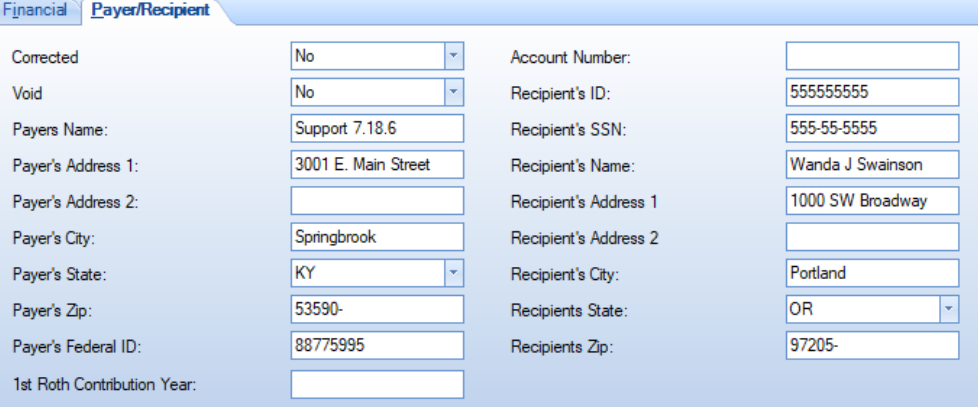 Financial Payer/Recipient
Corrected No
Void No
Payers Name: Support 7.18.6
Payer's Address 1: 3001 E. Main Street
Payer's Address 2:
Payer's City: Springbrook
Payer's State: KY
Payer's Zip: 53590-
Payer's Federal ID: 88775995
1st Roth Contribution Year:
Account Number:
Recipient's ID: 555555555
Recipient's SSN: 555-55-5555
Recipient's Name: Wanda J Swainson
Recipient's Address 1 1000 SW Broadway
Recipient's Address 2
Recipient's City: Portland
Recipients State: OR
Recipients Zip: 97205-